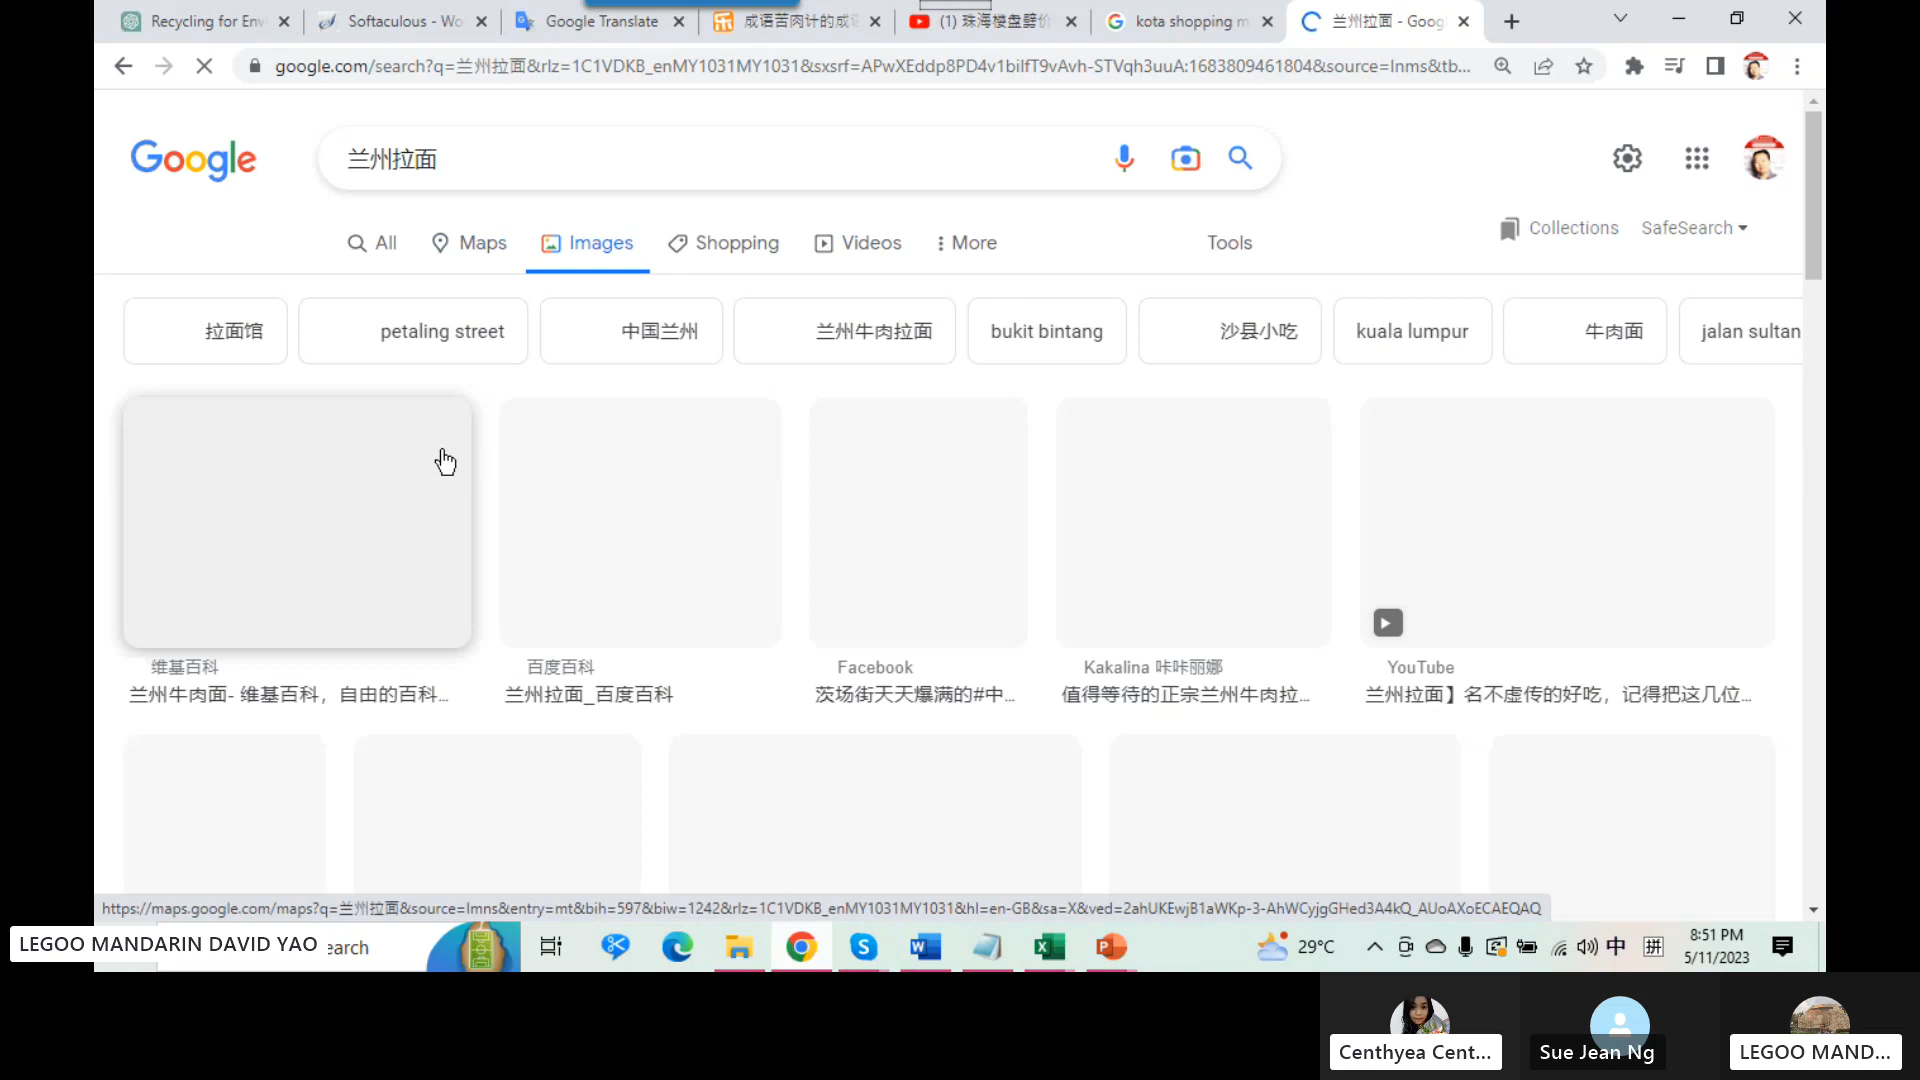 Recycling for Env
Softaculous - Wo
Google Translate
成语苦肉计的成语
(1) 珠海楼盘劈价
kota shopping m
兰州拉面 - Goog
google.com/search?q=兰州拉面&rlz=1C1VDKB_enMY1031MY1031&sxsrf=APwXEddp8PD4v1bilfT9vAvh-STVqh3uuA:1683809461804&source=lnms&tb...
Google
兰州拉面
All
Maps
Images
Shopping
Videos
More
Tools
Collections
SafeSearch
拉面馆
petaling street
中国兰州
兰州牛肉拉面
bukit bintang
沙县小吃
kuala lumpur
牛肉面
jalan sultan
维基百科
兰州牛肉面- 维基百科，自由的百科...
百度百科
兰州拉面_百度百科
Facebook
茨场街天天爆满的#中...
Kakalina 咔咔丽娜
值得等待的正宗兰州牛肉拉...
YouTube
兰州拉面】名不虚传的好吃，记得把这几位...
https://maps.google.com/maps?q=兰州拉面&source=lmns&entry=mt&bih=597&biw=1242&rlz=1C1VDKB_enMY1031MY1031&hl=en-GB&sa=X&ved=2ahUKEwjB1aWKp-3-AhWCyjgGHed3A4kQ_AUoAXoECAEQAQ
LEGOO MANDARIN DAVID YAO
earch
29°C
中
拼
8:51 PM
5/11/2023
Centhyea Cent...
Sue Jean Ng
LEGOO MAND...